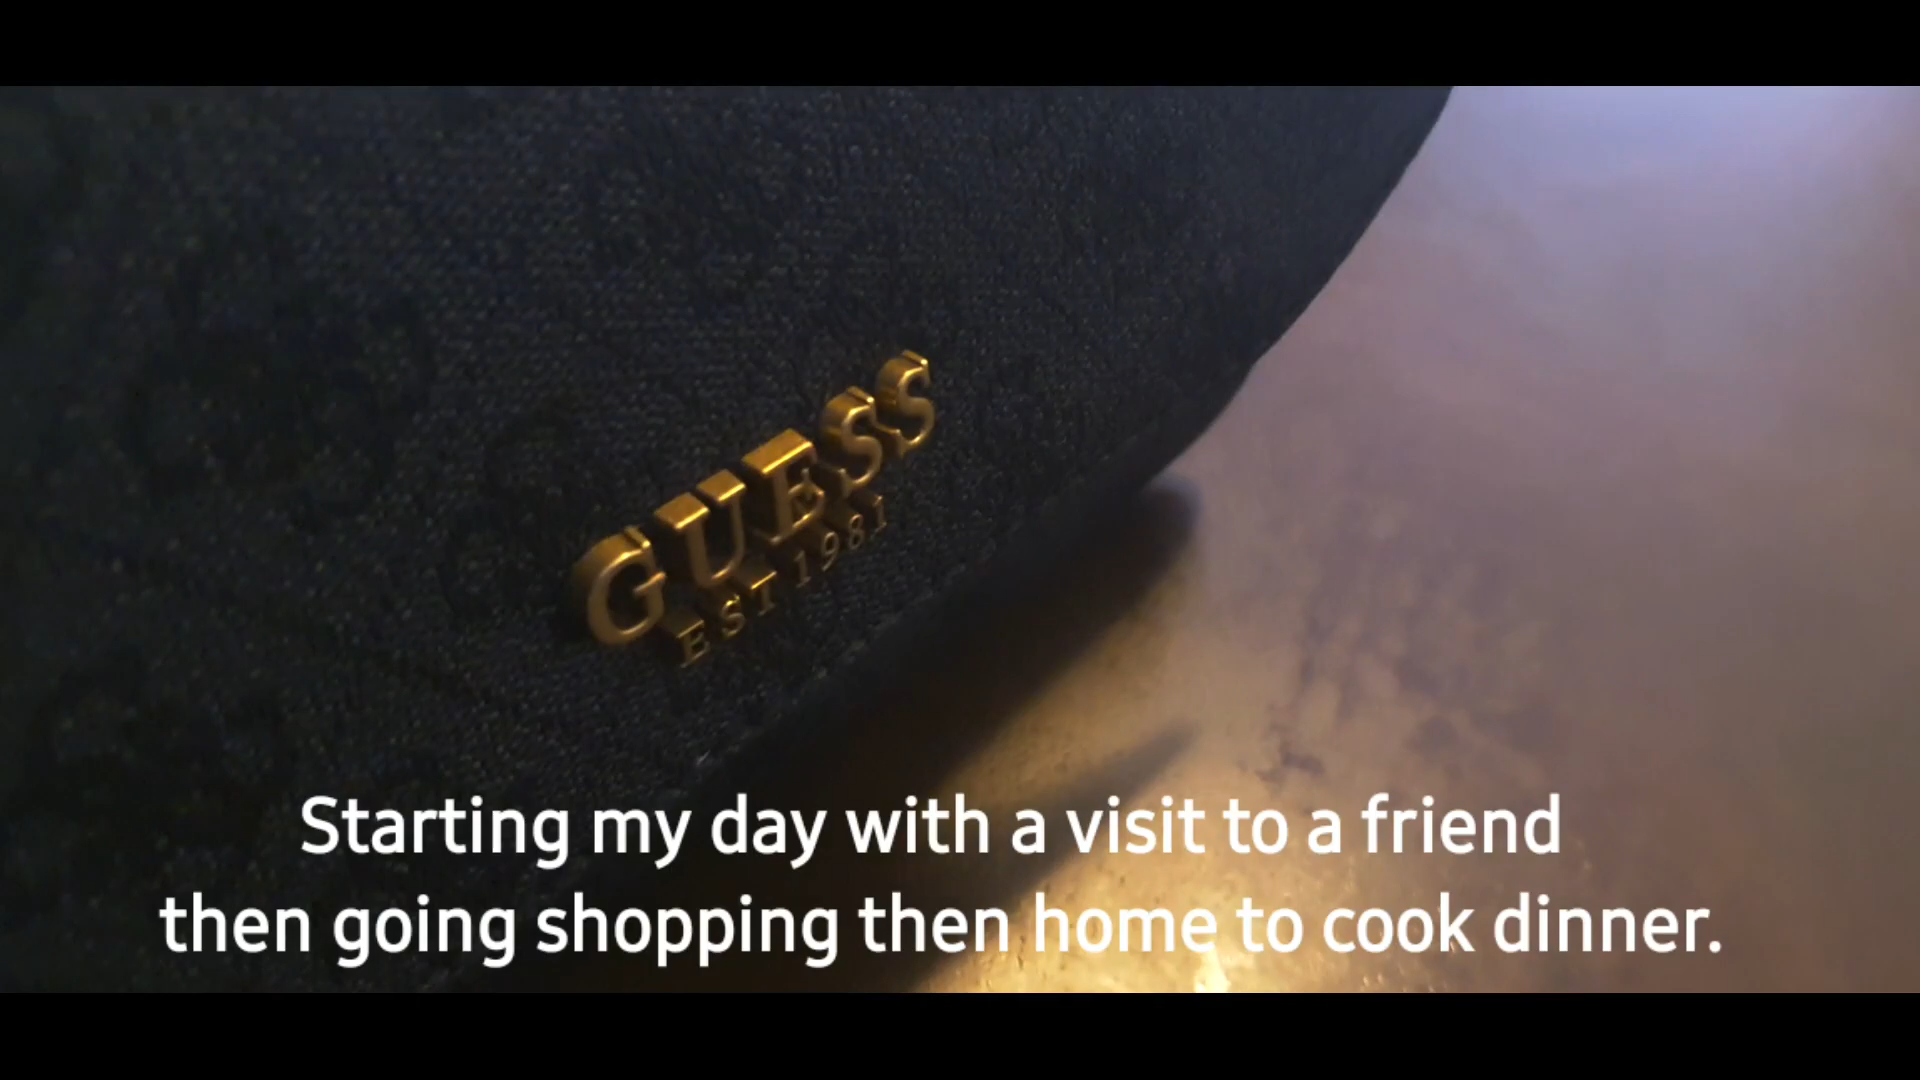 GUESS
EST 1981
Starting my day with a visit to a friend
then going shopping then home to cook dinner.